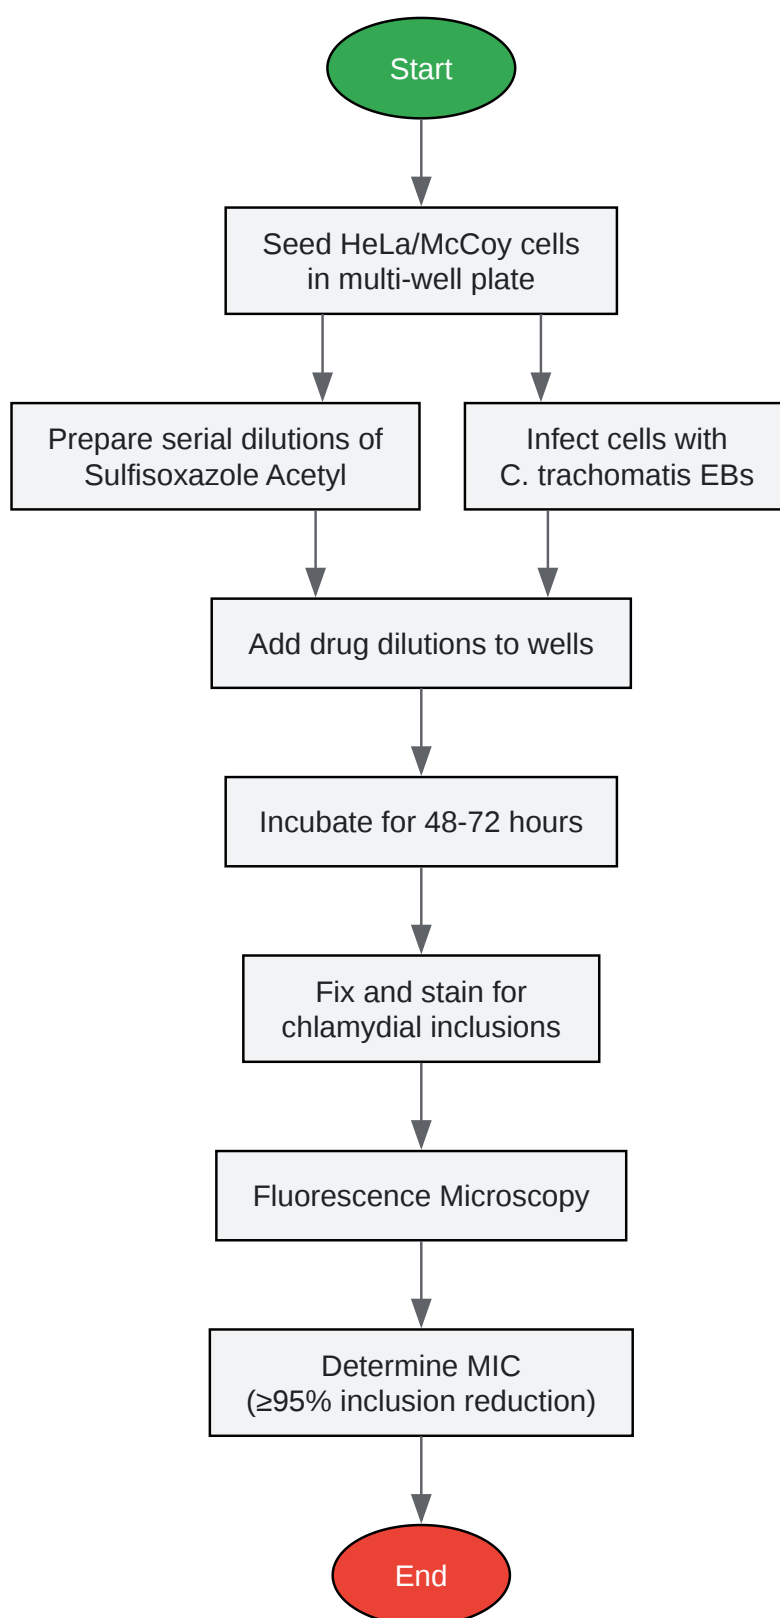 Start
Seed HeLa/McCoy cells
in multi-well plate
Prepare serial dilutions of
Sulfisoxazole Acetyl
Infect cells with
C. trachomatis EBs
Add drug dilutions to wells
Incubate for 48-72 hours
Fix and stain for
chlamydial inclusions
Fluorescence Microscopy
Determine MIC
(≥95% inclusion reduction)
End